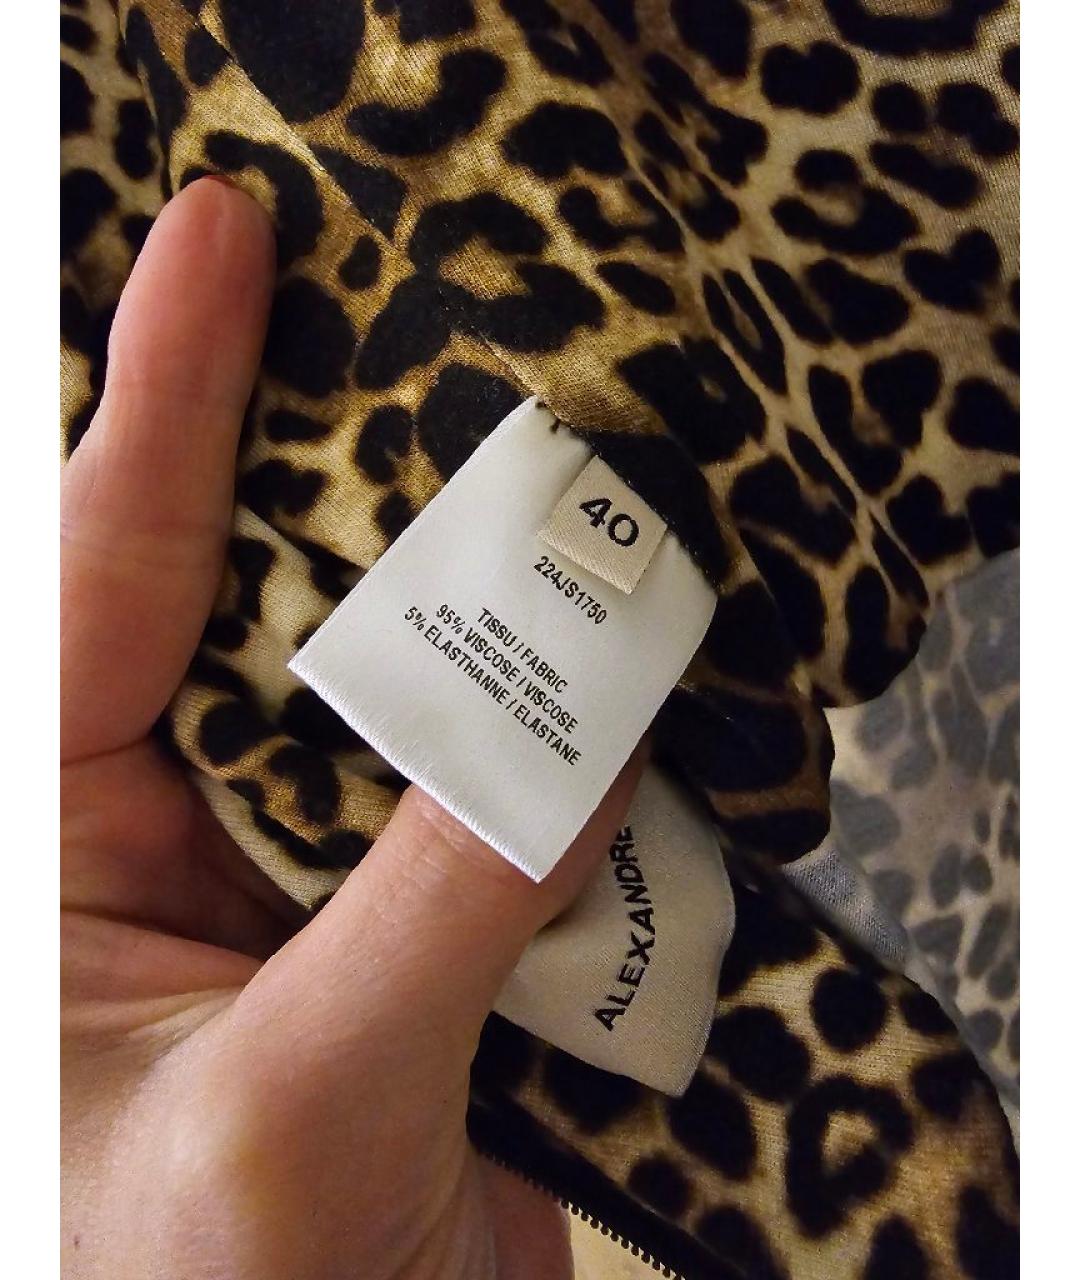 40
224JS1750
TISSU / FABRIC
95% VISCOSE / VISCOSE
5% ELASTHANNE / ELASTANE
ALEXANDRE